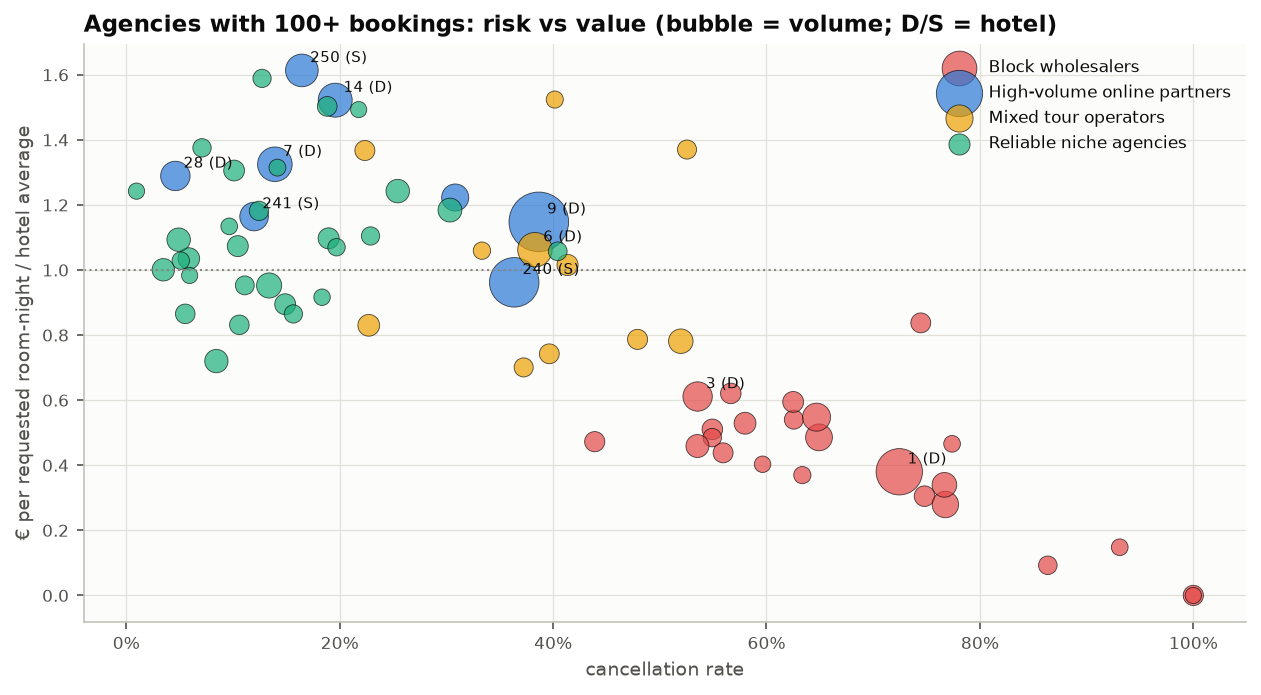 Agencies with 100+ bookings: risk vs value (bubble = volume; D/S = hotel)
Block wholesalers
High-volume online partners
Mixed tour operators
Reliable niche agencies
€ per requested room-night / hotel average
1.6
1.4
1.2
1.0
0.8
0.6
0.4
0.2
0.0
250 (S)
14 (D)
7 (D)
28 (D)
241 (S)
9 (D)
6 (D)
240 (S)
3 (D)
1 (D)
0%
20%
40%
60%
80%
100%
cancellation rate